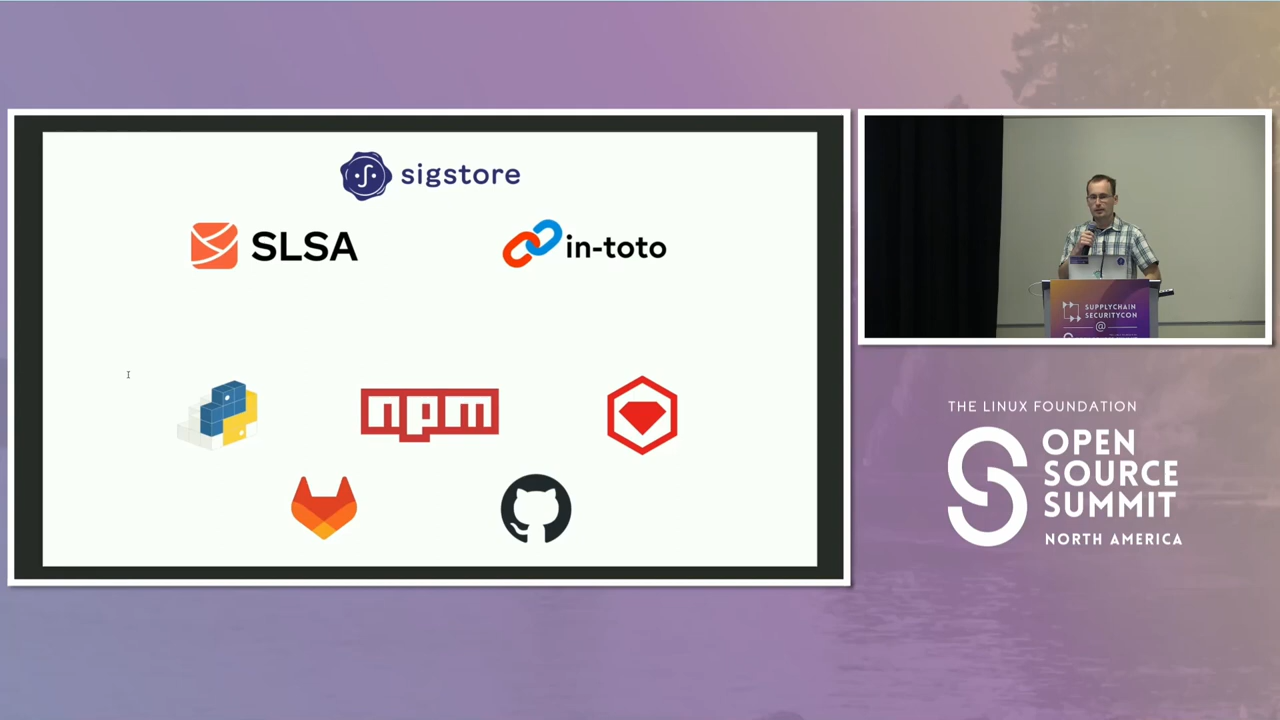 sigstore
SLSA
in-toto
npm
SUPPLYCHAIN
SECURITYCON
@
THE LINUX FOUNDATION
OPEN
SOURCE
SUMMIT
NORTH AMERICA